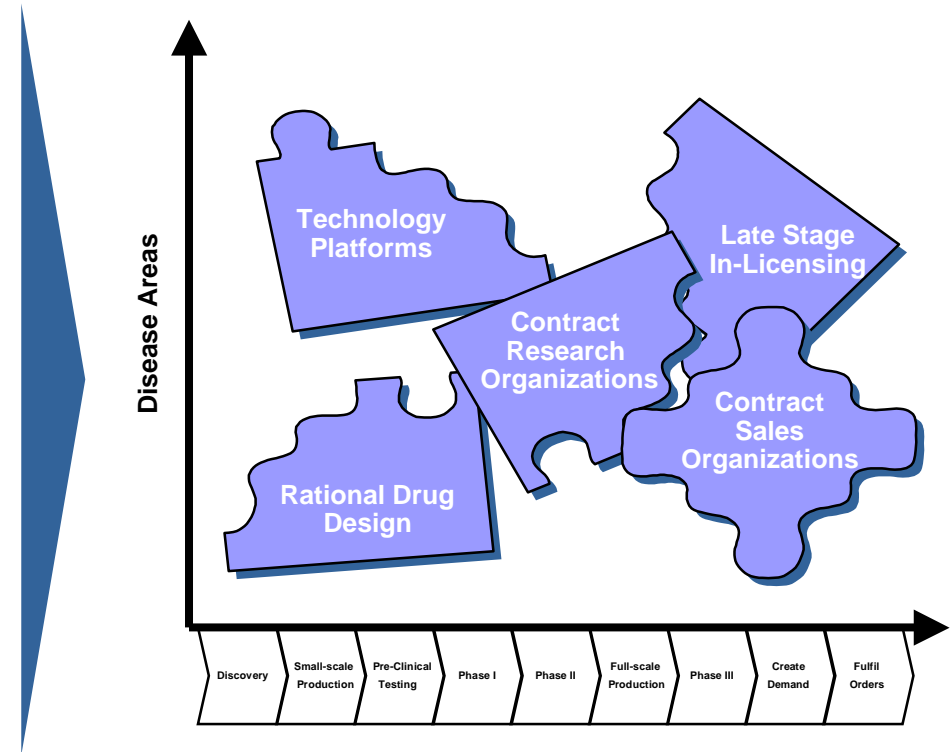 Disease Areas
Technology
Platforms
Late Stage
In-Licensing
Contract
Research
Organizations
Contract
Sales
Organizations
Rational Drug
Design
Discovery
Small-scale
Production
Pre-Clinical
Testing
Phase I
Phase II
Full-scale
Production
Phase III
Create
Demand
Fulfil
Orders